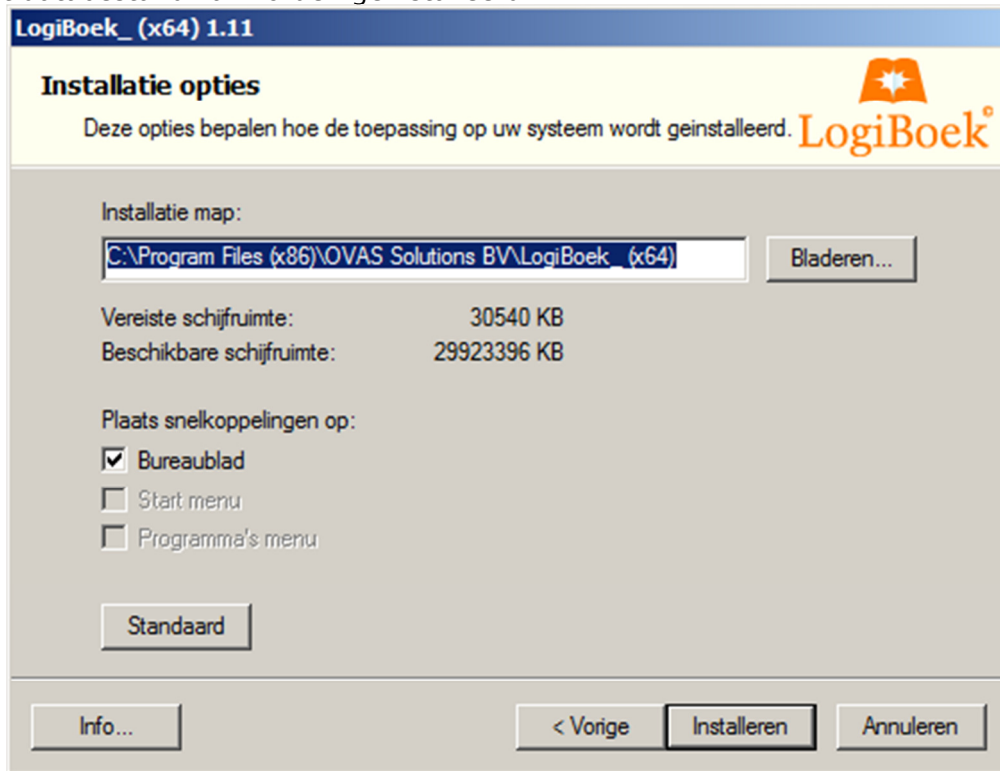 LogiBoek_ (x64) 1.11
Installatie opties
Deze opties bepalen hoe de toepassing op uw systeem wordt geinstalleerd.
LogiBoek©
Installatie map:
C:\Program Files (x86)\OVAS Solutions BV\LogiBoek_ (x64)
Bladeren...
Vereiste schijfruimte: 30540 KB
Beschikbare schijfruimte: 29923396 KB
Plaats snelkoppelingen op:
Bureaublad
Start menu
Programma's menu
Standaard
Info...
< Vorige
Installeren
Annuleren